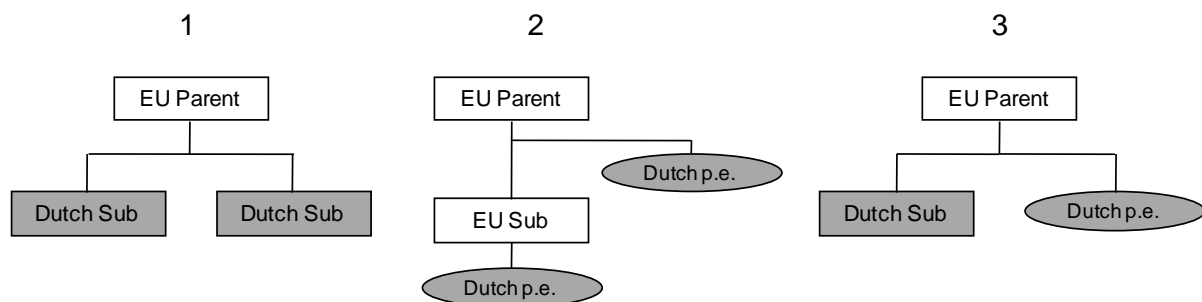 1
EU Parent
Dutch Sub
Dutch Sub
2
EU Parent
Dutch p.e.
EU Sub
Dutch p.e.
3
EU Parent
Dutch Sub
Dutch p.e.